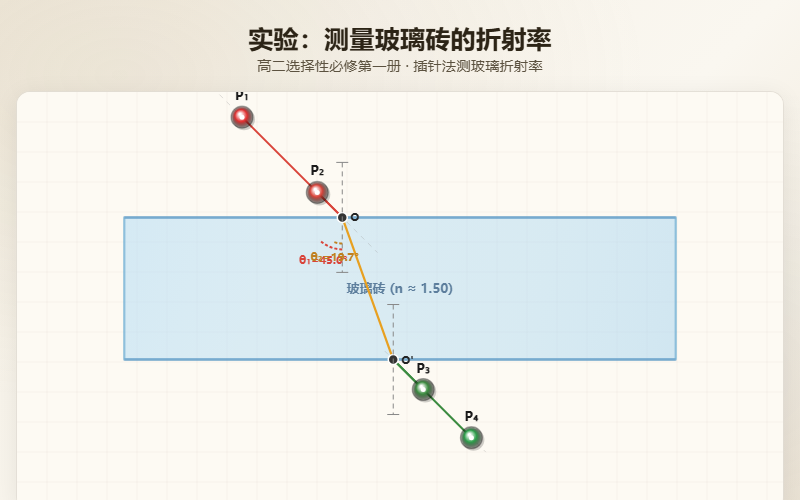 实验：测量玻璃砖的折射率
高二选择性必修第一册 · 插针法测玻璃折射率
P₁
P₂
O
玻璃砖 (n ≈ 1.50)
O'
P₃
P₄